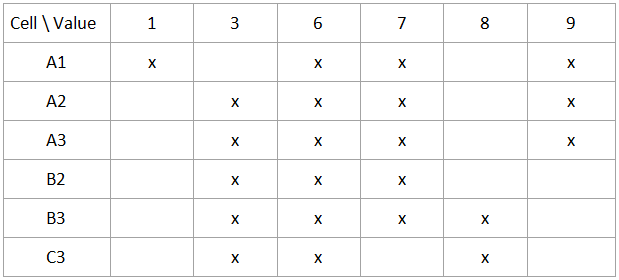 Cell \ Value 1 3 6 7 8 9
A1 x x x x
A2 x x x x
A3 x x x x
B2 x x x
B3 x x x x
C3 x x x